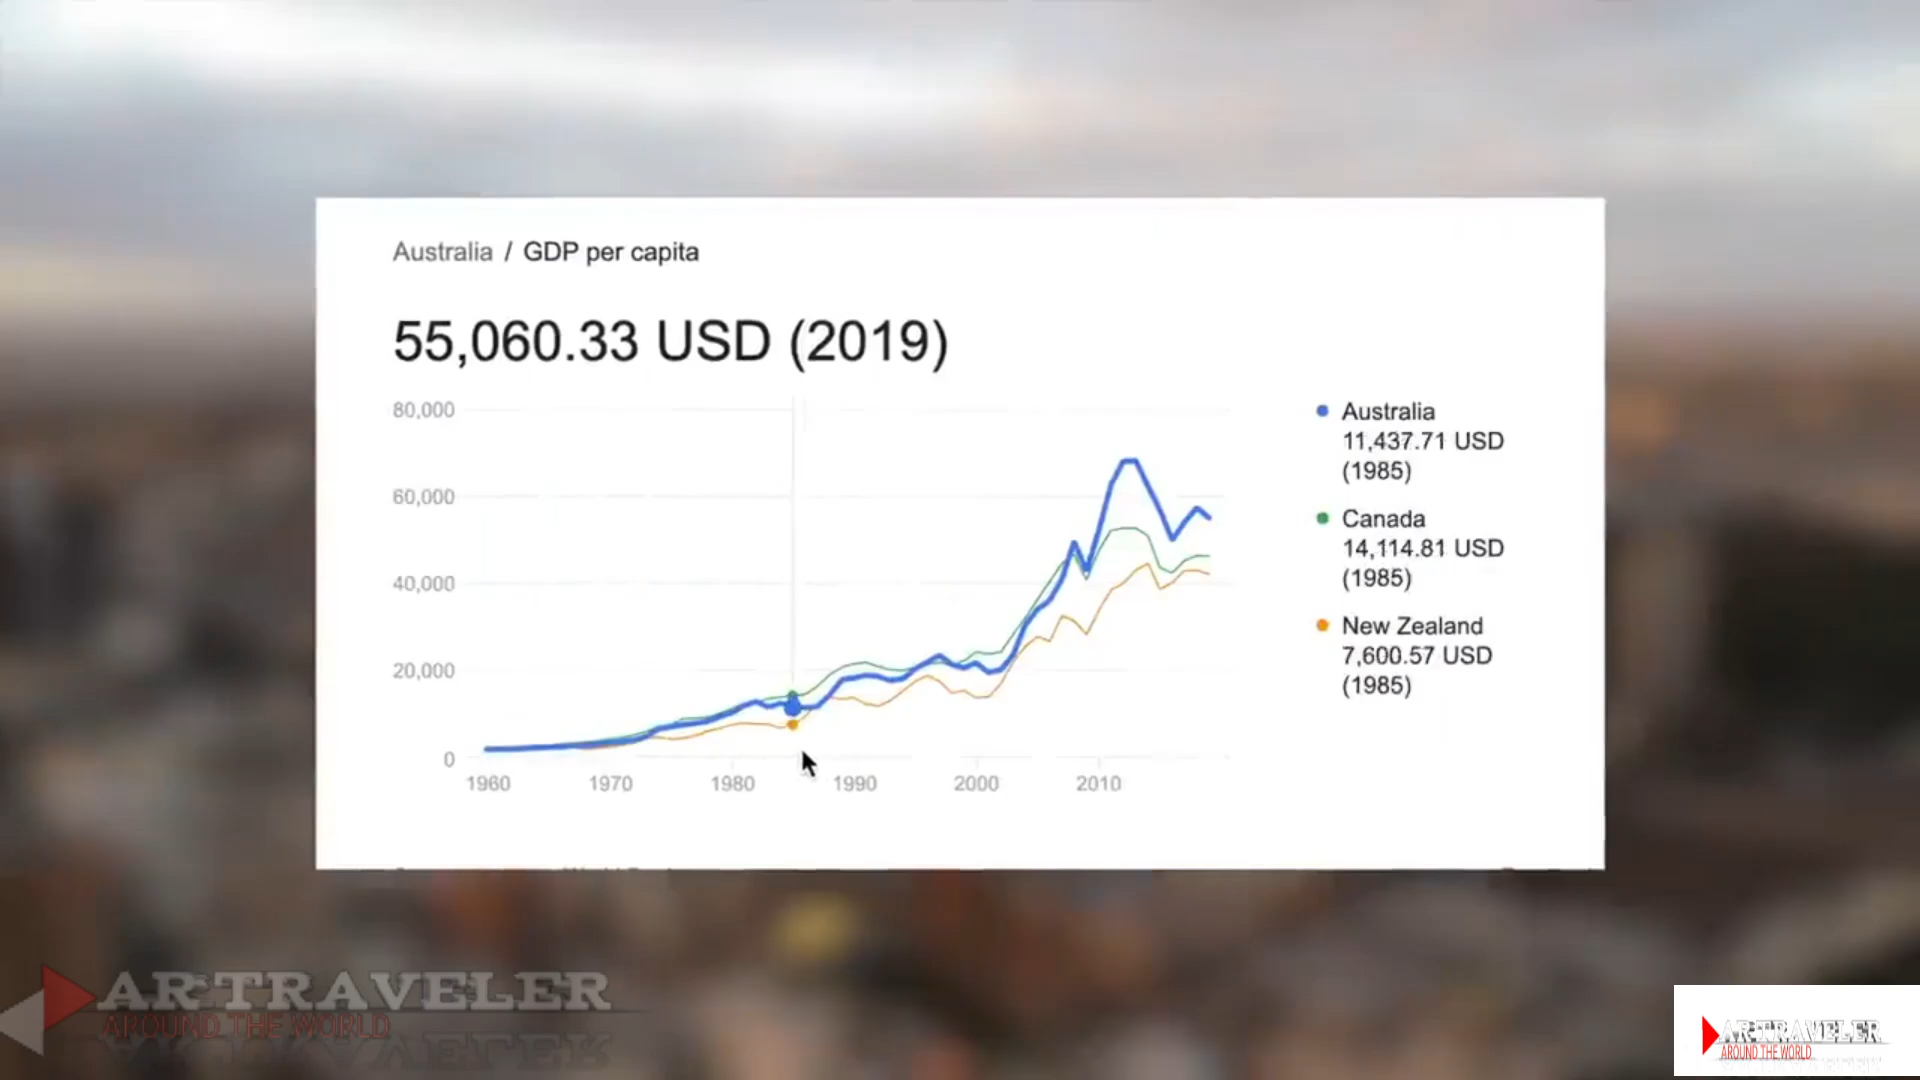 Australia / GDP per capita
55,060.33 USD (2019)
80,000
60,000
40,000
20,000
0
1960 1970 1980 1990 2000 2010
Australia
11,437.71 USD
(1985)
Canada
14,114.81 USD
(1985)
New Zealand
7,600.57 USD
(1985)
ARTRAVELER
AROUND THE WORLD
ARTRAVELER
AROUND THE WORLD